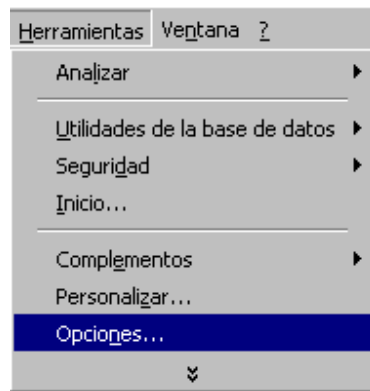 Herramientas Ventana ?
Analizar
Utilidades de la base de datos
Seguridad
Inicio...
Complementos
Personalizar...
Opciones...